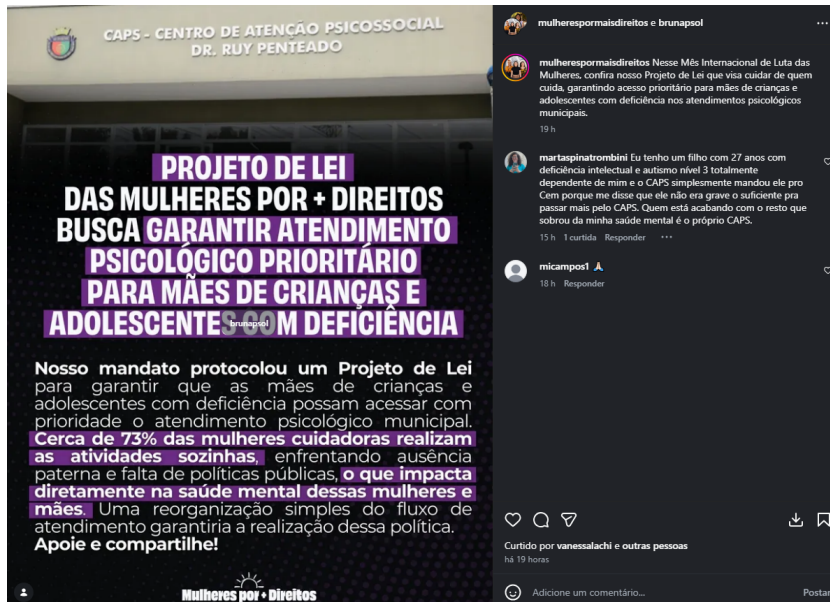 CAPS - CENTRO DE ATENÇÃO PSICOSSOCIAL
DR. RUY PENTEADO
PROJETO DE LEI
DAS MULHERES POR + DIREITOS
BUSCA GARANTIR ATENDIMENTO
PSICOLÓGICO PRIORITÁRIO
PARA MÃES DE CRIANÇAS E
ADOLESCENTES COM DEFICIÊNCIA
brunapsol
Nosso mandato protocolou um Projeto de Lei
para garantir que as mães de crianças e
adolescentes com deficiência possam acessar com
prioridade o atendimento psicológico municipal.
Cerca de 73% das mulheres cuidadoras realizam
as atividades sozinhas, enfrentando ausência
paterna e falta de políticas públicas, o que impacta
diretamente na saúde mental dessas mulheres e
mães. Uma reorganização simples do fluxo de
atendimento garantiria a realização dessa política.
Apoie e compartilhe!
Mulheres por + Direitos
mulherespormaisdireitos e brunapsol
mulherespormaisdireitos Nesse Mês Internacional de Luta das
Mulheres, confira nosso Projeto de Lei que visa cuidar de quem
cuida, garantindo acesso prioritário para mães de crianças e
adolescentes com deficiência nos atendimentos psicológicos
municipais.
19 h
martaspinatrombini Eu tenho um filho com 27 anos com
deficiência intelectual e autismo nível 3 totalmente
dependente de mim e o CAPS simplesmente mandou ele pro
Cem porque me disse que ele não era grave o suficiente pra
passar mais pelo CAPS. Quem está acabando com o resto que
sobrou da minha saúde mental é o próprio CAPS.
15 h 1 curtida Responder
micampos1 🙏🏻
18 h Responder
Curtido por vanessalachi e outras pessoas
há 19 horas
Adicione um comentário... Postar